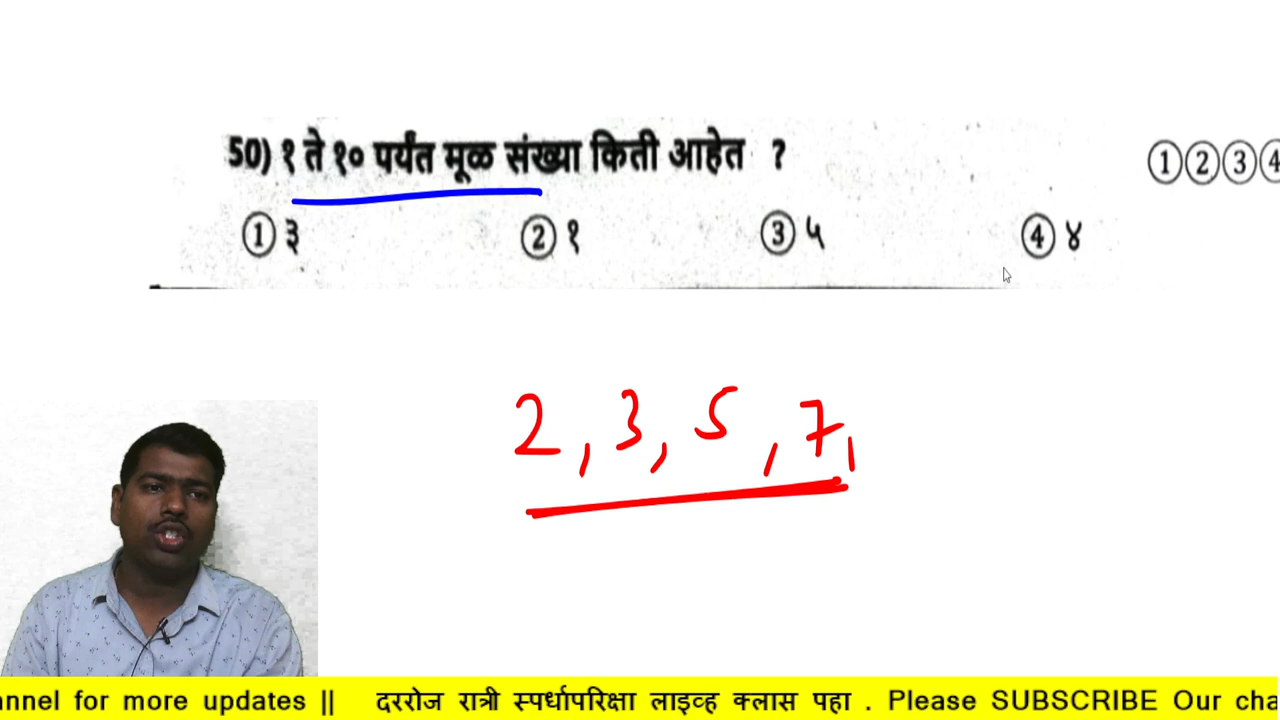 50) १ ते १० पर्यंत मूळ संख्या किती आहेत ?
①②③④
① ३ ② १ ③ ५ ④ ४
2, 3, 5, 7,
nnel for more updates || दररोज रात्री स्पर्धापरिक्षा लाइव्ह क्लास पहा . Please SUBSCRIBE Our cha